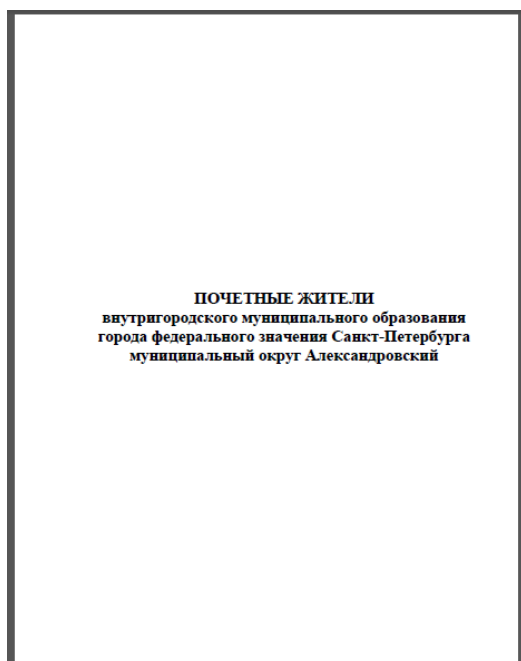 ПОЧЕТНЫЕ ЖИТЕЛИ
внутригородского муниципального образования
города федерального значения Санкт-Петербурга
муниципальный округ Александровский